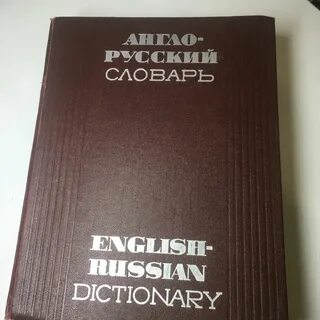 АНГЛО-
РУССКИЙ
СЛОВАРЬ
ENGLISH-
RUSSIAN
DICTIONARY